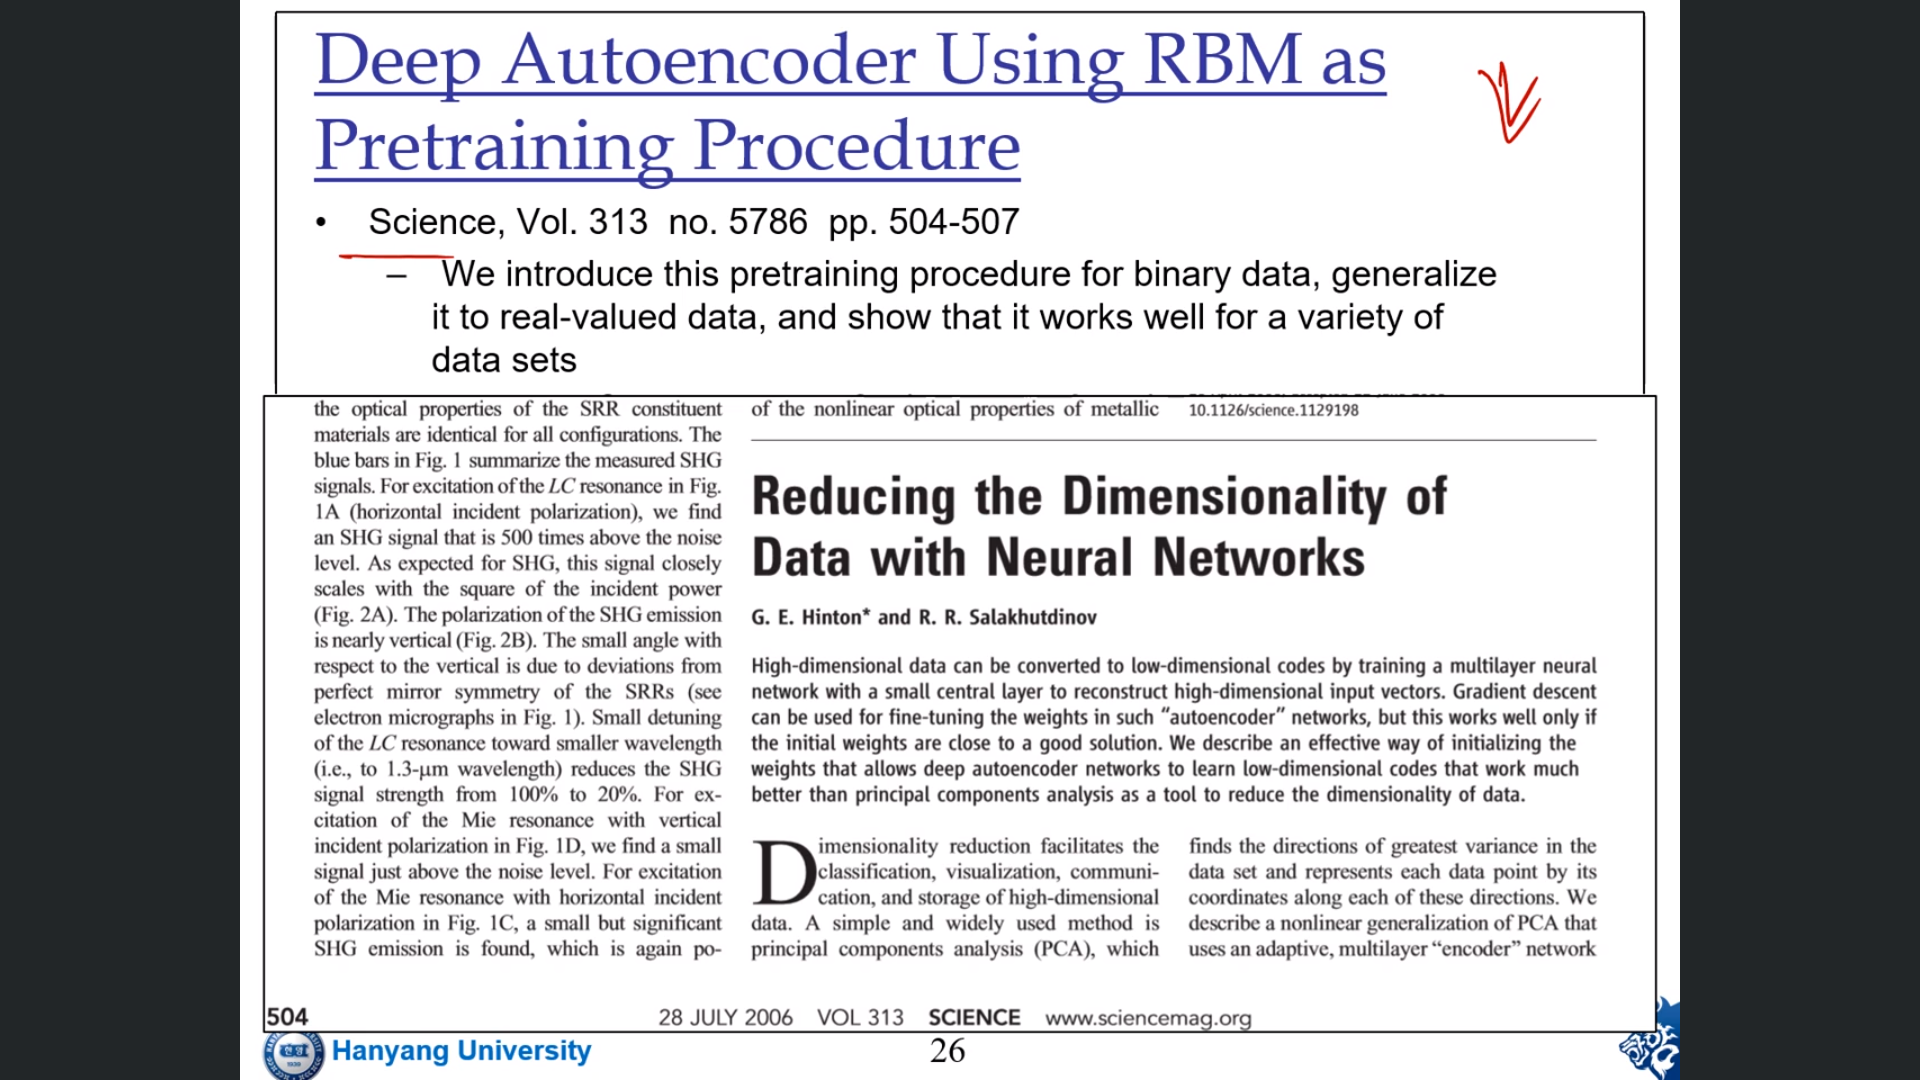 Deep Autoencoder Using RBM as
Pretraining Procedure
• Science, Vol. 313 no. 5786 pp. 504-507
– We introduce this pretraining procedure for binary data, generalize
it to real-valued data, and show that it works well for a variety of
data sets
the optical properties of the SRR constituent
materials are identical for all configurations. The
blue bars in Fig. 1 summarize the measured SHG
signals. For excitation of the LC resonance in Fig.
1A (horizontal incident polarization), we find
an SHG signal that is 500 times above the noise
level. As expected for SHG, this signal closely
scales with the square of the incident power
(Fig. 2A). The polarization of the SHG emission
is nearly vertical (Fig. 2B). The small angle with
respect to the vertical is due to deviations from
perfect mirror symmetry of the SRRs (see
electron micrographs in Fig. 1). Small detuning
of the LC resonance toward smaller wavelength
(i.e., to 1.3-μm wavelength) reduces the SHG
signal strength from 100% to 20%. For ex-
citation of the Mie resonance with vertical
incident polarization in Fig. 1D, we find a small
signal just above the noise level. For excitation
of the Mie resonance with horizontal incident
polarization in Fig. 1C, a small but significant
SHG emission is found, which is again po-
of the nonlinear optical properties of metallic
10.1126/science.1129198
Reducing the Dimensionality of
Data with Neural Networks
G. E. Hinton* and R. R. Salakhutdinov
High-dimensional data can be converted to low-dimensional codes by training a multilayer neural
network with a small central layer to reconstruct high-dimensional input vectors. Gradient descent
can be used for fine-tuning the weights in such “autoencoder” networks, but this works well only if
the initial weights are close to a good solution. We describe an effective way of initializing the
weights that allows deep autoencoder networks to learn low-dimensional codes that work much
better than principal components analysis as a tool to reduce the dimensionality of data.
Dimensionality reduction facilitates the
classification, visualization, communi-
cation, and storage of high-dimensional
data. A simple and widely used method is
principal components analysis (PCA), which
finds the directions of greatest variance in the
data set and represents each data point by its
coordinates along each of these directions. We
describe a nonlinear generalization of PCA that
uses an adaptive, multilayer “encoder” network
504
28 JULY 2006 VOL 313 SCIENCE www.sciencemag.org
한양
1939
Hanyang University
26